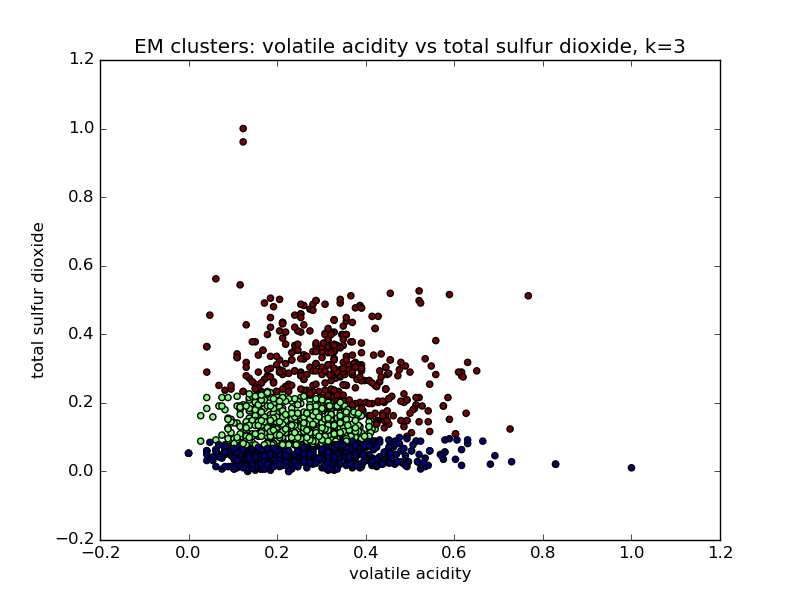 EM clusters: volatile acidity vs total sulfur dioxide, k=3
1.2
1.0
0.8
0.6
0.4
0.2
0.0
−0.2
total sulfur dioxide
−0.2 0.0 0.2 0.4 0.6 0.8 1.0 1.2
volatile acidity